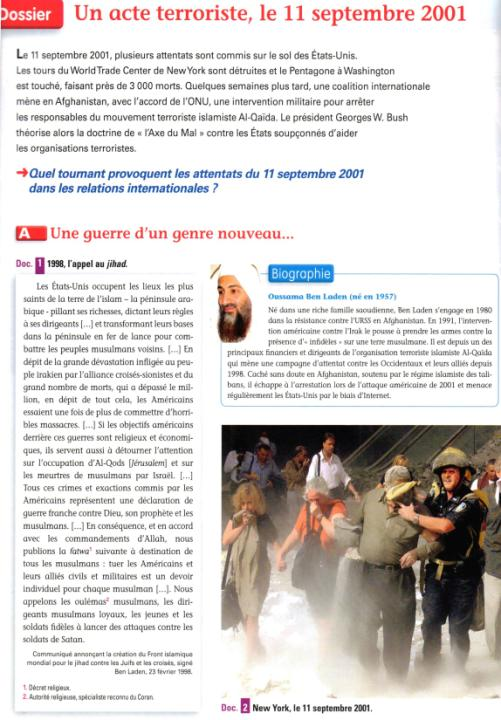 Dossier Un acte terroriste, le 11 septembre 2001
Le 11 septembre 2001, plusieurs attentats sont commis sur le sol des États-Unis.
Les tours du World Trade Center de New York sont détruites et le Pentagone à Washington
est touché, faisant près de 3 000 morts. Quelques semaines plus tard, une coalition internationale
mène en Afghanistan, avec l'accord de l'ONU, une intervention militaire pour arrêter
les responsables du mouvement terroriste islamiste Al-Qaïda. Le président Georges W. Bush
théorise alors la doctrine de « l'Axe du Mal » contre les États soupçonnés d'aider
les organisations terroristes.
➜ Quel tournant provoquent les attentats du 11 septembre 2001
dans les relations internationales ?
A Une guerre d'un genre nouveau...
Doc. 1 1998, l'appel au jihad.
Les États-Unis occupent les lieux les plus
saints de la terre de l'islam – la péninsule ara-
bique - pillant ses richesses, dictant leurs règles
à ses dirigeants [...] et transformant leurs bases
dans la péninsule en fer de lance pour com-
battre les peuples musulmans voisins. [...] En
dépit de la grande dévastation infligée au peu-
ple irakien par l'alliance croisés-sionistes et du
grand nombre de morts, qui a dépassé le mil-
lion, en dépit de tout cela, les Américains
essaient une fois de plus de commettre d'horri-
bles massacres. [...] Si les objectifs américains
derrière ces guerres sont religieux et économi-
ques, ils servent aussi à détourner l'attention
sur l'occupation d'Al-Qods [Jérusalem] et sur
les meurtres de musulmans par Israël. [...]
Tous ces crimes et exactions commis par les
Américains représentent une déclaration de
guerre franche contre Dieu, son prophète et les
musulmans. [...] En conséquence, et en accord
avec les commandements d'Allah, nous
publions la fatwa¹ suivante à destination de
tous les musulmans : tuer les Américains et
leurs alliés civils et militaires est un devoir
individuel pour chaque musulman [...]. Nous
appelons les oulémas² musulmans, les diri-
geants musulmans loyaux, les jeunes et les
soldats fidèles à lancer des attaques contre les
soldats de Satan.
Communiqué annonçant la création du Front islamique
mondial pour le jihad contre les Juifs et les croisés, signé
Ben Laden, 23 février 1998.
1. Décret religieux.
2. Autorité religieuse, spécialiste reconnu du Coran.
Biographie
Oussama Ben Laden (né en 1957)
Né dans une riche famille saoudienne, Ben Laden s'engage en 1980
dans la résistance contre l'URSS en Afghanistan. En 1991, l'interven-
tion américaine contre l'Irak le pousse à prendre les armes contre la
présence d'« infidèles » sur une terre musulmane. Il est depuis un des
principaux financiers et dirigeants de l'organisation terroriste islamiste Al-Qaïda
qui mène une campagne d'attentat contre les Occidentaux et leurs alliés depuis
1998. Caché sans doute en Afghanistan, soutenu par le régime islamiste des tali-
bans, il échappe à l'arrestation lors de l'attaque américaine de 2001 et menace
régulièrement les États-Unis par le biais d'Internet.
Doc. 2 New York, le 11 septembre 2001.